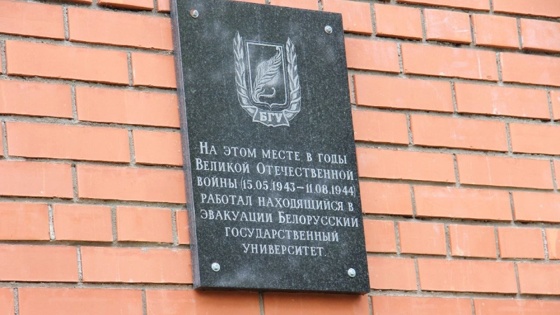 БГУ
На этом месте в годы
Великой Отечественной
войны (15.05.1943–11.08.1944)
работал находящийся в
эвакуации Белорусский
государственный
университет